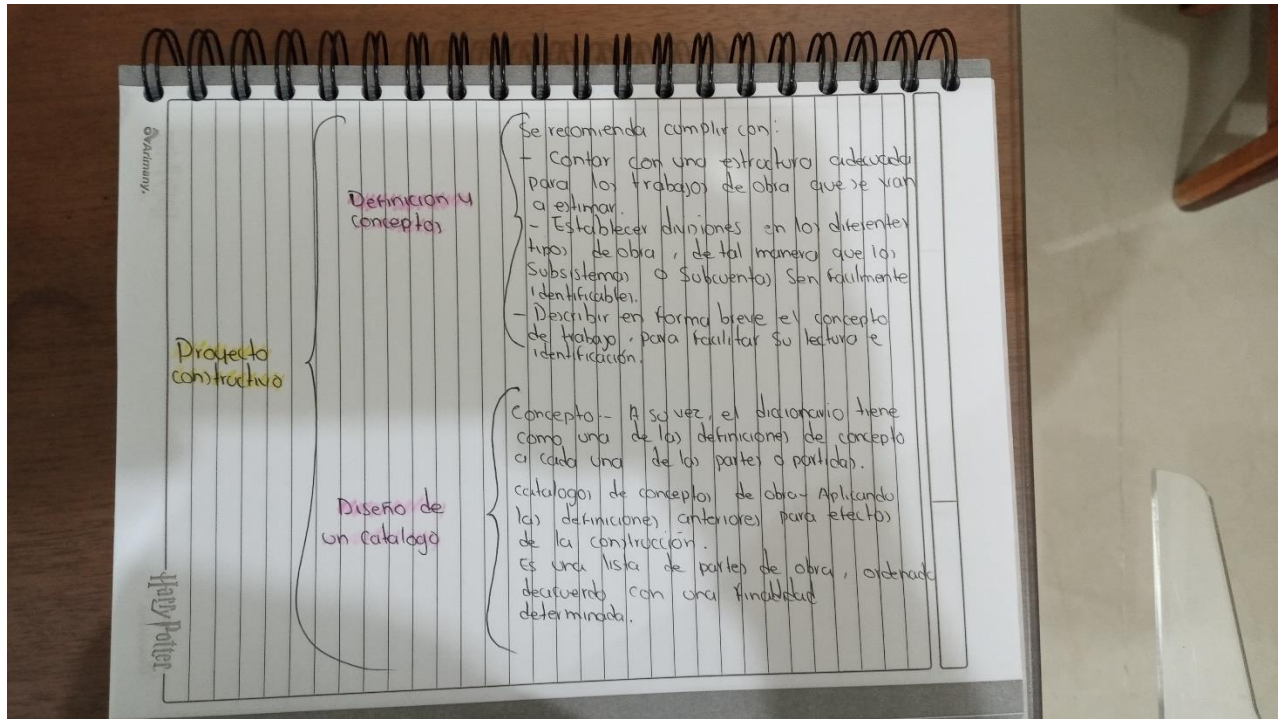 Proyecto
constructivo
Definicion y
conceptos
Se recomienda cumplir con:
- Contar con una estructura adecuada
para los trabajos de obra que se van
a estimar.
- Establecer divisiones en los diferentes
tipos de obra, de tal manera que los
subsistemas o subcuentas sen facilmente
identificables.
- Describir en forma breve el concepto
de trabajo, para facilitar su lectura e
identificación.
Diseño de
un catalogo
Concepto.- A su vez, el diccionario tiene
como una de las definiciones de concepto
a cada una de las partes o partidas.
catalogos de conceptos de obra- Aplicando
las definiciones anteriores para efectos
de la construcción.
Es una lista de partes de obra, ordenado
deacuerdo con una finalidad
determinada.
Arimany.
Harry Potter